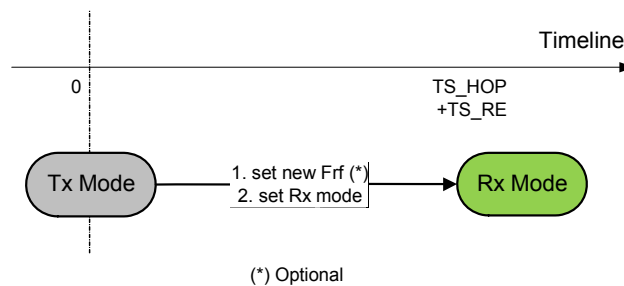 Timeline
0
TS_HOP
+TS_RE
Tx Mode
1. set new Frf (*)
2. set Rx mode
Rx Mode
(*) Optional